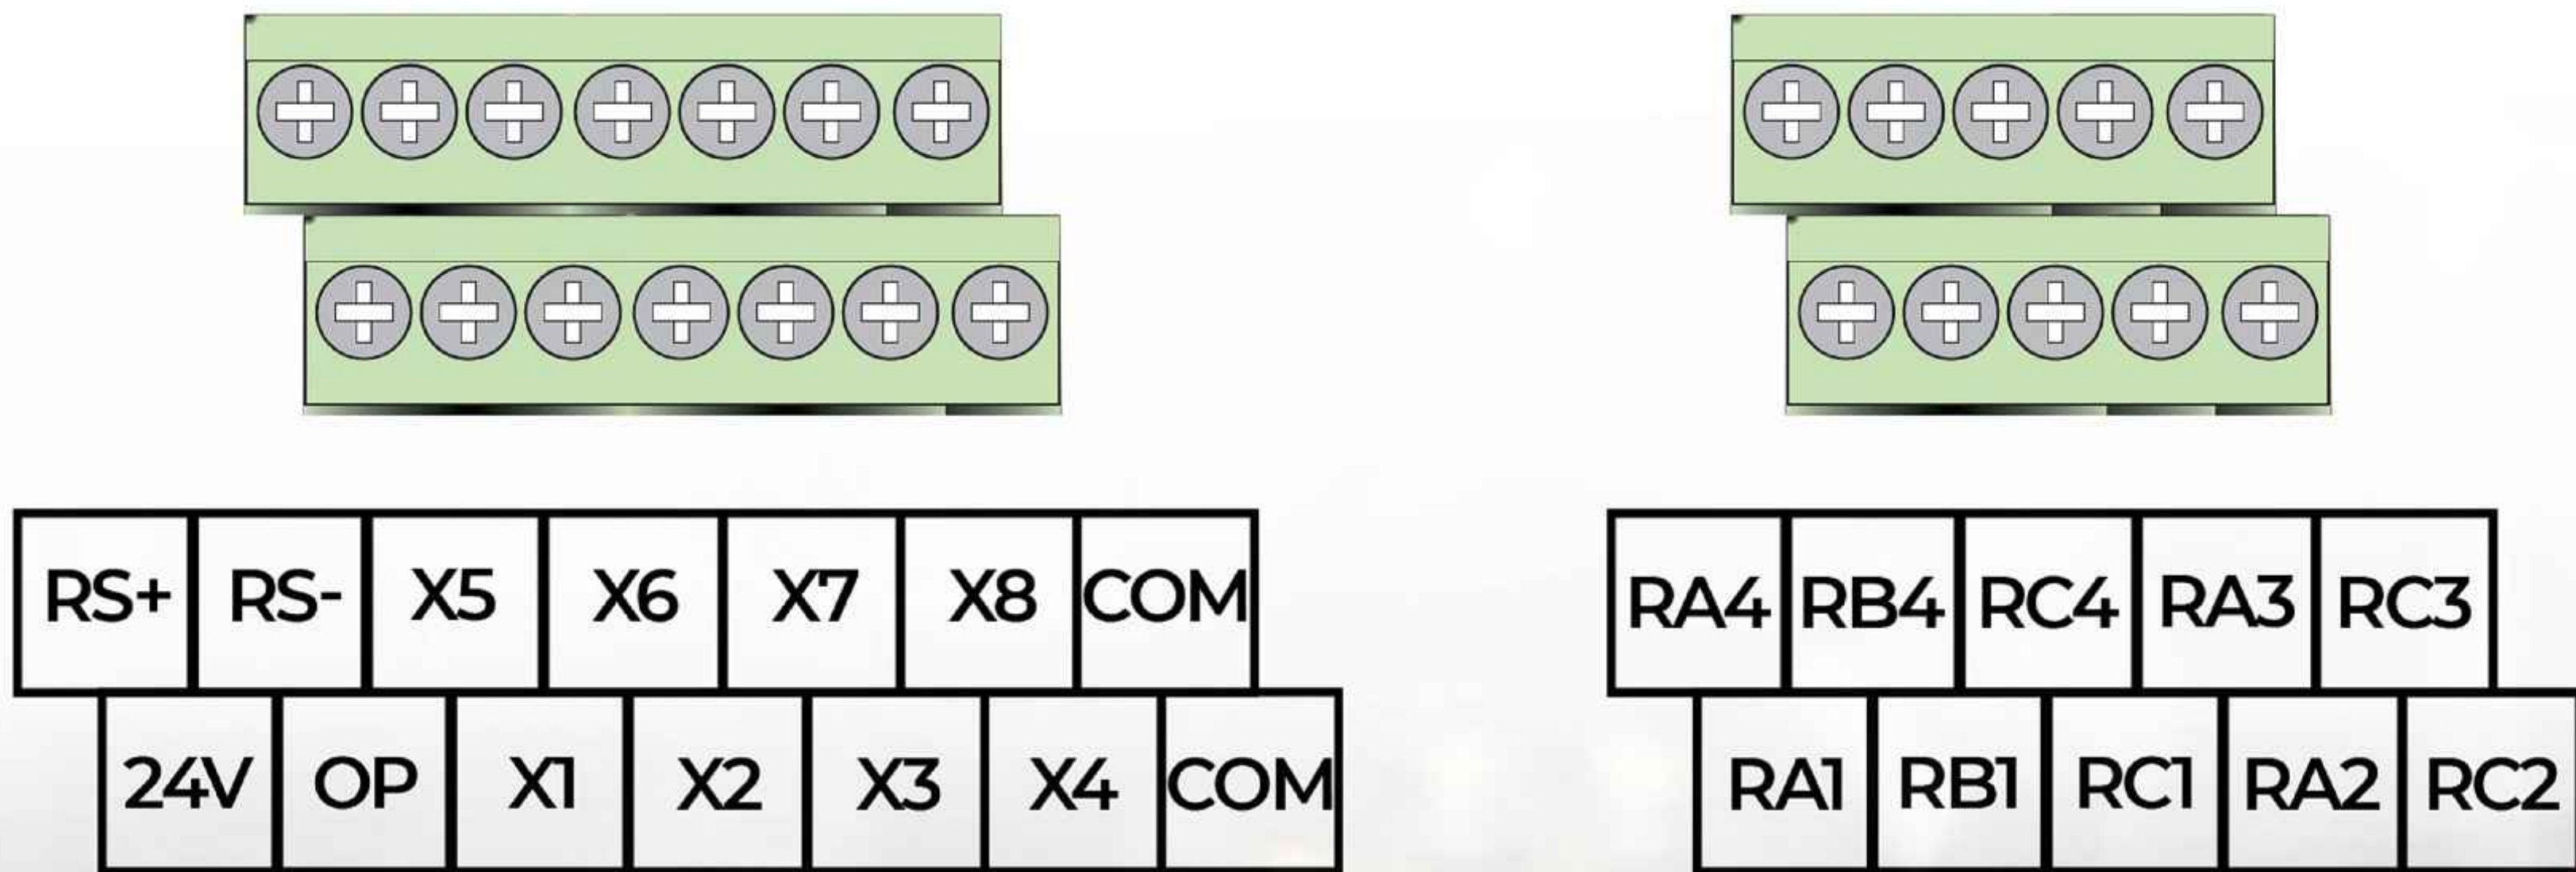 RS+ RS- X5 X6 X7 X8 COM
24V OP X1 X2 X3 X4 COM
RA4 RB4 RC4 RA3 RC3
RA1 RB1 RC1 RA2 RC2